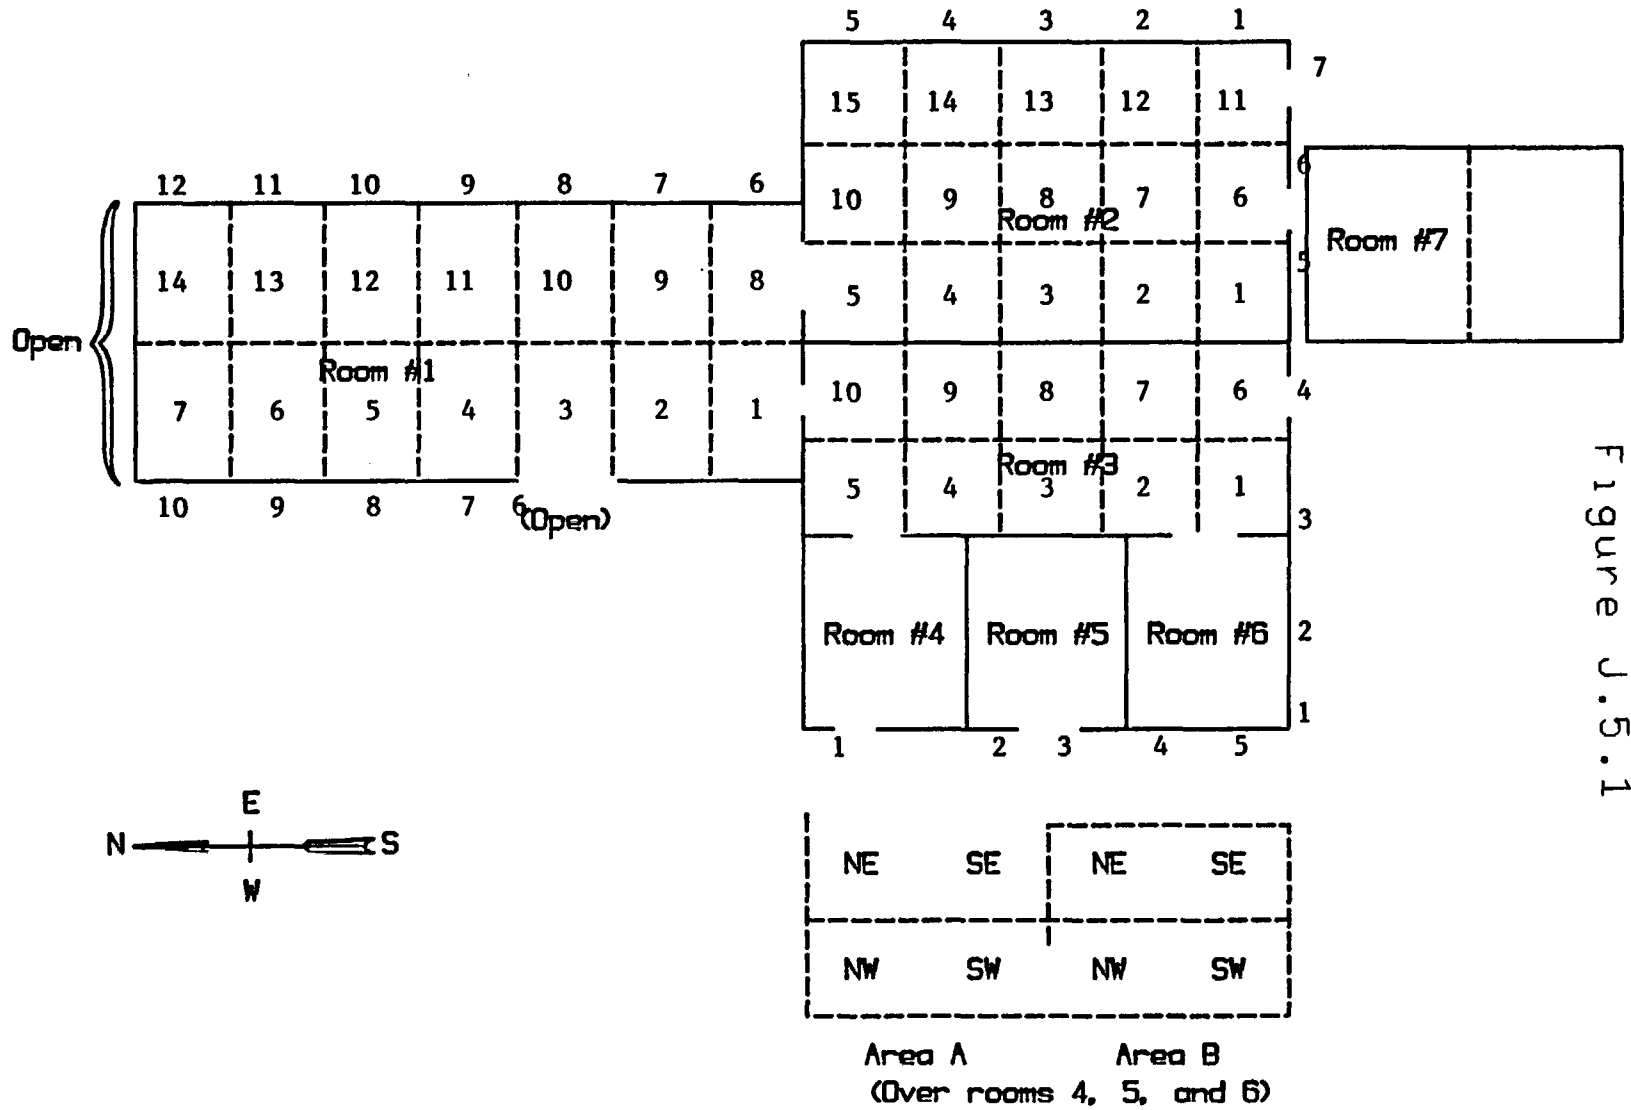 5 4 3 2 1
7
15 14 13 12 11
6
12 11 10 9 8 7 6
10 9 8 7 6
Room #2
5
Room #7
14 13 12 11 10 9 8
5 4 3 2 1
Open
Room #1
10 9 8 7 6
4
7 6 5 4 3 2 1
Room #3
5 4 3 2 1
3
10 9 8 7 6
(Open)
Room #4 Room #5 Room #6
2
1
1 2 3 4 5
E
N S
W
NE SE NE SE
NW SW NW SW
Area A Area B
(Over rooms 4, 5, and 6)
Figure J.5.1